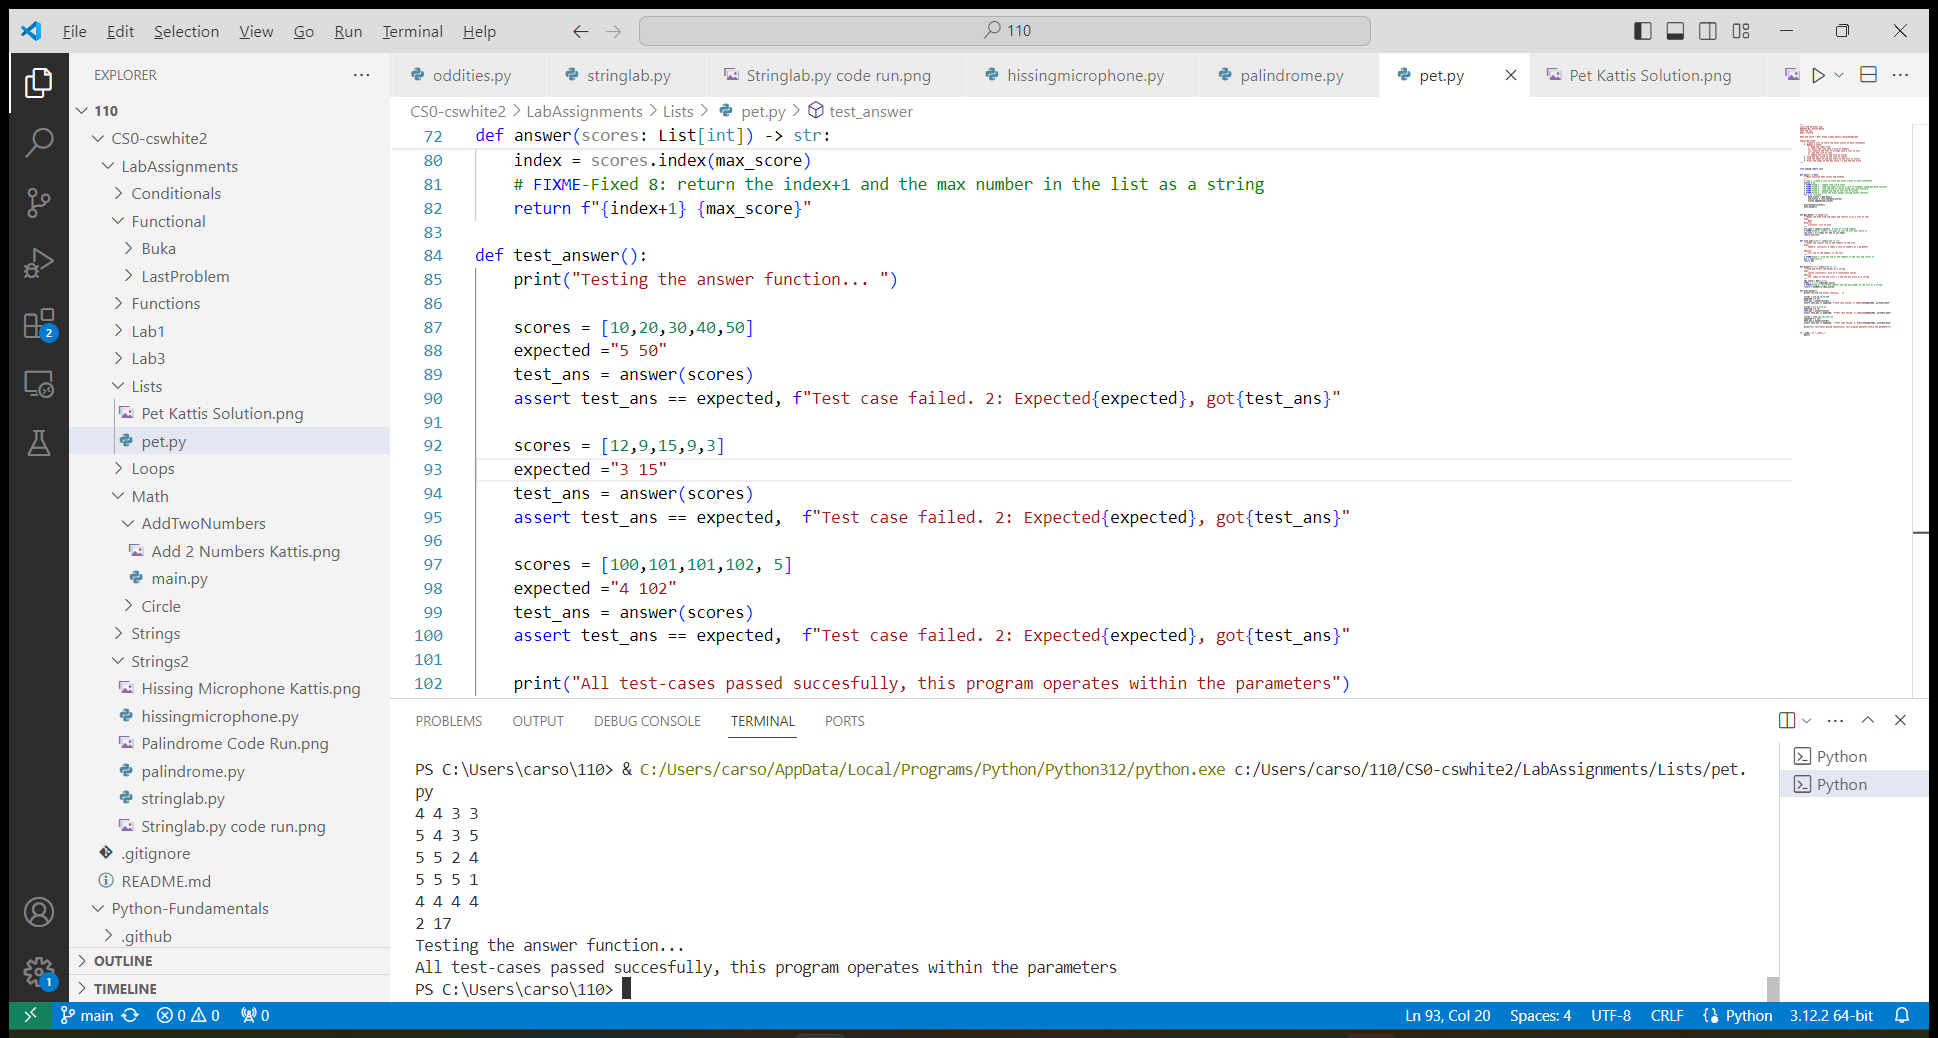 File Edit Selection View Go Run Terminal Help
110
EXPLORER
110
CS0-cswhite2
LabAssignments
Conditionals
Functional
Buka
LastProblem
Functions
Lab1
Lab3
Lists
Pet Kattis Solution.png
pet.py
Loops
Math
AddTwoNumbers
Add 2 Numbers Kattis.png
main.py
Circle
Strings
Strings2
Hissing Microphone Kattis.png
hissingmicrophone.py
Palindrome Code Run.png
palindrome.py
stringlab.py
Stringlab.py code run.png
.gitignore
README.md
Python-Fundamentals
.github
OUTLINE
TIMELINE
2
1
oddities.py stringlab.py Stringlab.py code run.png hissingmicrophone.py palindrome.py pet.py Pet Kattis Solution.png
CS0-cswhite2 > LabAssignments > Lists > pet.py > test_answer
72 def answer(scores: List[int]) -> str:
80 index = scores.index(max_score)
81 # FIXME-Fixed 8: return the index+1 and the max number in the list as a string
82 return f"{index+1} {max_score}"
83
84 def test_answer():
85 print("Testing the answer function... ")
86
87 scores = [10,20,30,40,50]
88 expected ="5 50"
89 test_ans = answer(scores)
90 assert test_ans == expected, f"Test case failed. 2: Expected{expected}, got{test_ans}"
91
92 scores = [12,9,15,9,3]
93 expected ="3 15"
94 test_ans = answer(scores)
95 assert test_ans == expected,  f"Test case failed. 2: Expected{expected}, got{test_ans}"
96
97 scores = [100,101,101,102, 5]
98 expected ="4 102"
99 test_ans = answer(scores)
100 assert test_ans == expected,  f"Test case failed. 2: Expected{expected}, got{test_ans}"
101
102 print("All test-cases passed succesfully, this program operates within the parameters")
PROBLEMS OUTPUT DEBUG CONSOLE TERMINAL PORTS
PS C:\Users\carso\110> & C:/Users/carso/AppData/Local/Programs/Python/Python312/python.exe c:/Users/carso/110/CS0-cswhite2/LabAssignments/Lists/pet.
py
4 4 3 3
5 4 3 5
5 5 2 4
5 5 5 1
4 4 4 4
2 17
Testing the answer function...
All test-cases passed succesfully, this program operates within the parameters
PS C:\Users\carso\110>
Python
Python
main 0 0 0 Ln 93, Col 20 Spaces: 4 UTF-8 CRLF Python 3.12.2 64-bit